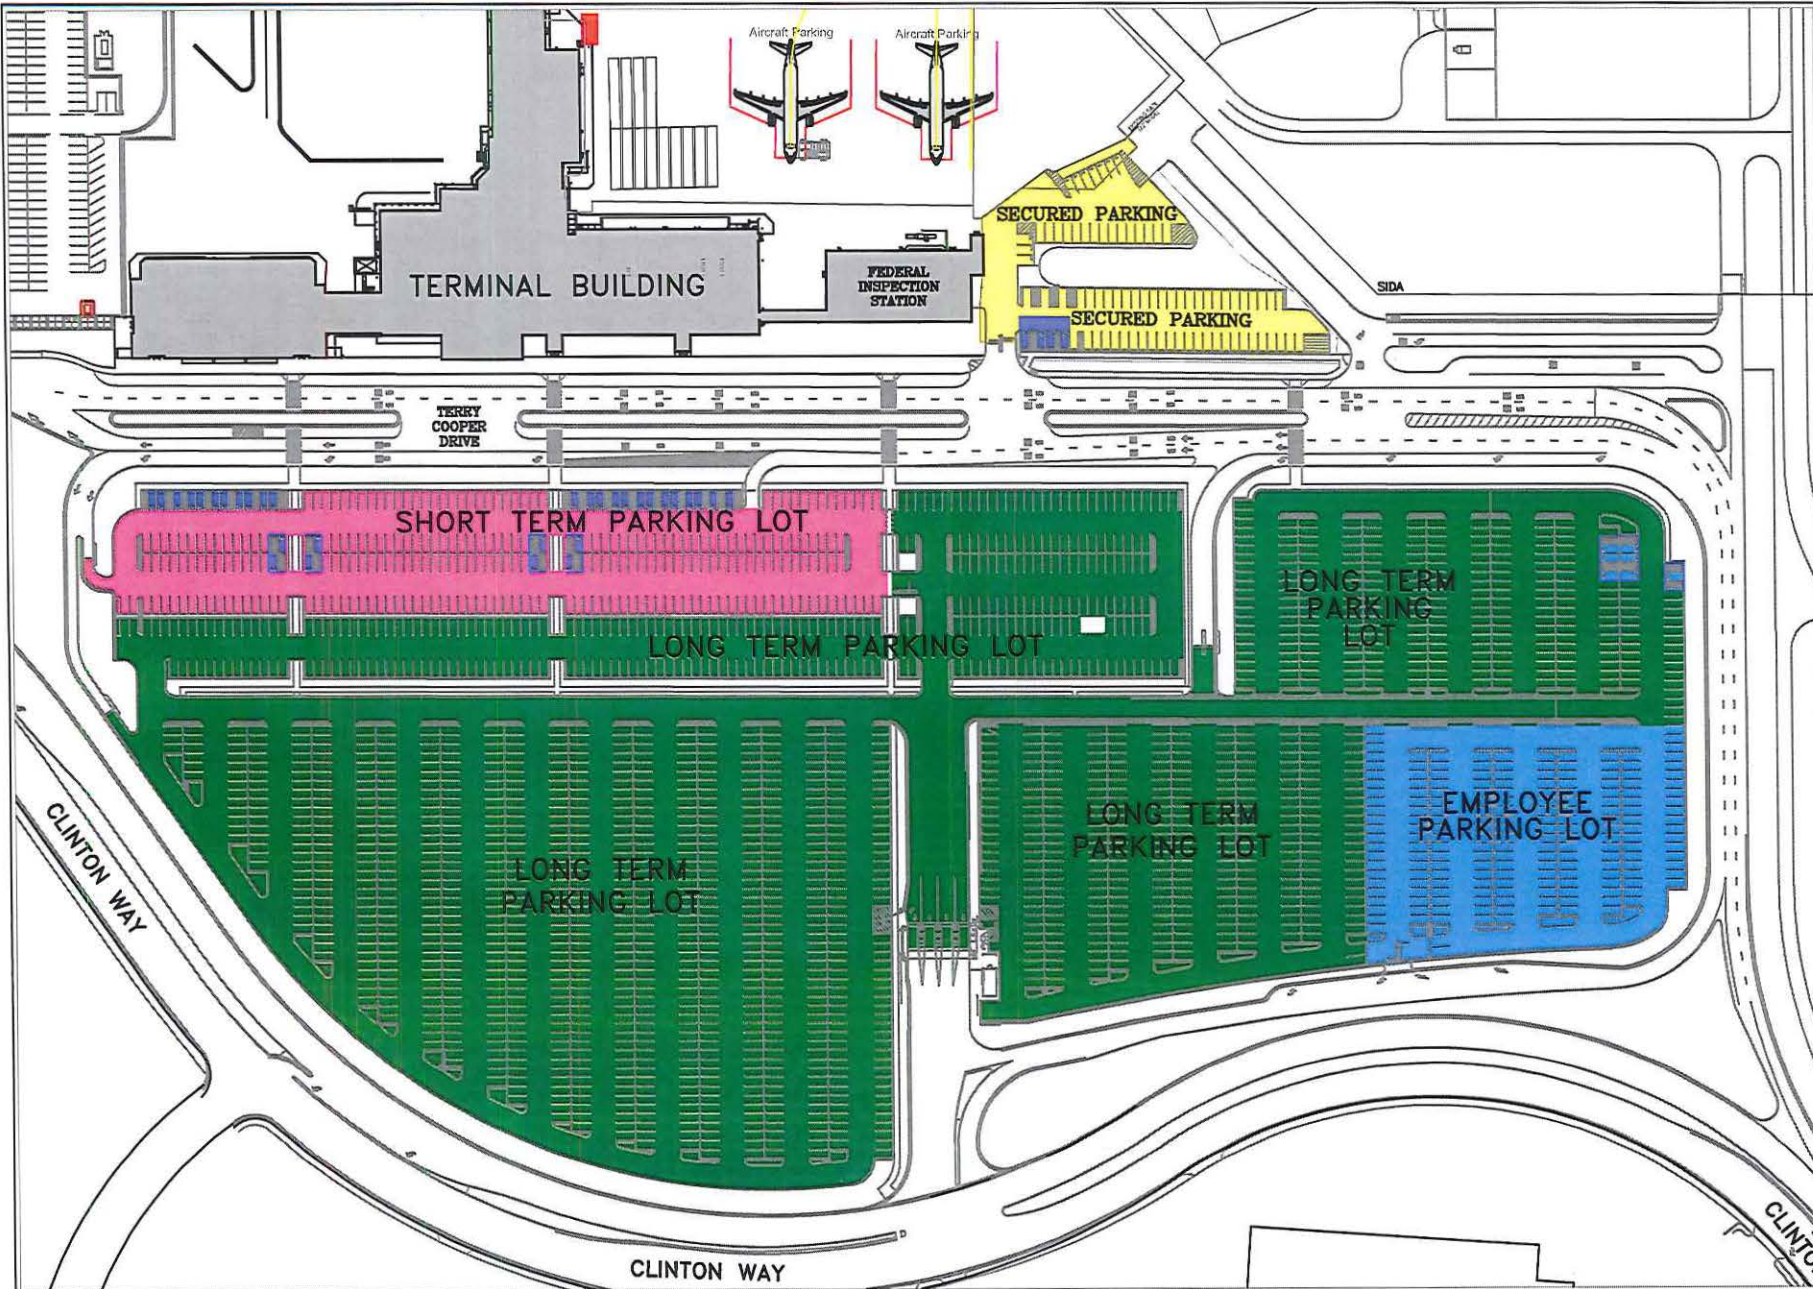 Aircraft Parking
Aircraft Parking
SECURED PARKING
TERMINAL BUILDING
FEDERAL
INSPECTION
STATION
SIDA
SECURED PARKING
TERRY
COOPER
DRIVE
SHORT TERM PARKING LOT
LONG TERM
PARKING
LOT
LONG TERM PARKING LOT
EMPLOYEE
PARKING LOT
LONG TERM
PARKING LOT
LONG TERM
PARKING LOT
CLINTON WAY
CLINTON WAY
CLINTON